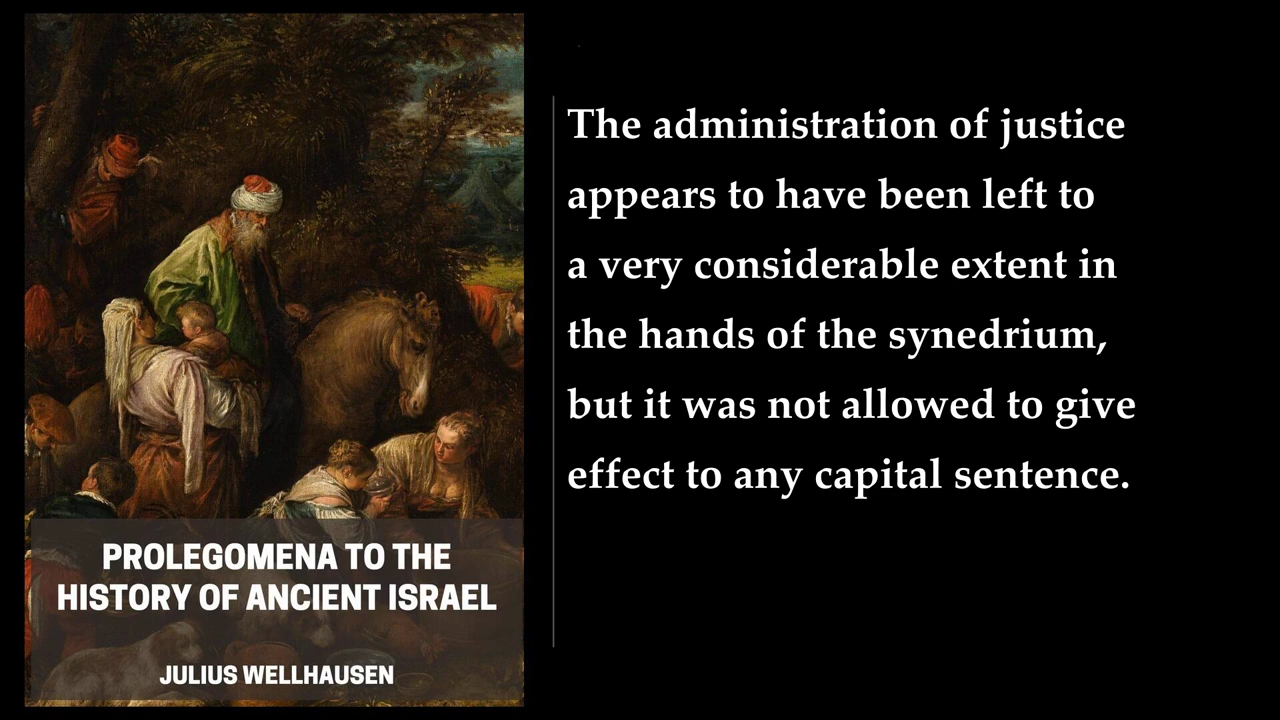 PROLEGOMENA TO THE
HISTORY OF ANCIENT ISRAEL
JULIUS WELLHAUSEN
The administration of justice
appears to have been left to
a very considerable extent in
the hands of the synedrium,
but it was not allowed to give
effect to any capital sentence.